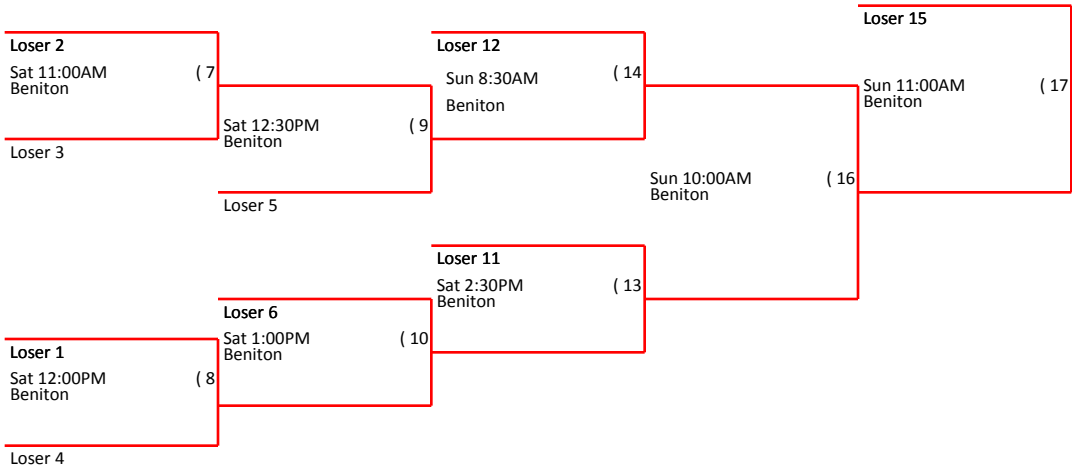 Loser 15
Loser 2
Loser 12
Sat 11:00AM
( 7
Beniton
Sun 8:30AM
( 14
Beniton
Sun 11:00AM
( 17
Beniton
Sat 12:30PM
( 9
Beniton
Loser 3
Sun 10:00AM
( 16
Beniton
Loser 5
Loser 11
Sat 2:30PM
( 13
Beniton
Loser 6
Sat 1:00PM
( 10
Beniton
Loser 1
Sat 12:00PM
( 8
Beniton
Loser 4